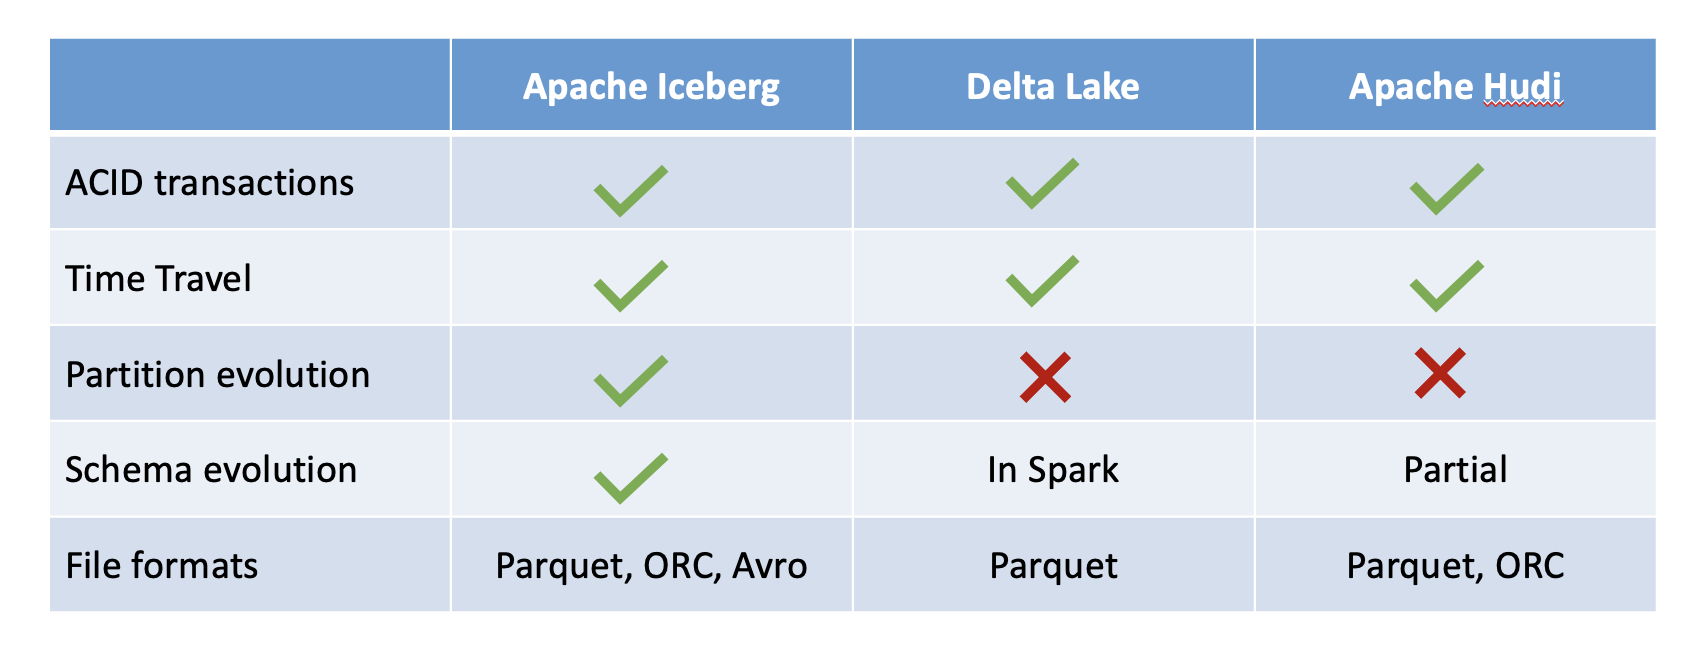 Apache Iceberg Delta Lake Apache Hudi
ACID transactions
Time Travel
Partition evolution
Schema evolution In Spark Partial
File formats Parquet, ORC, Avro Parquet Parquet, ORC